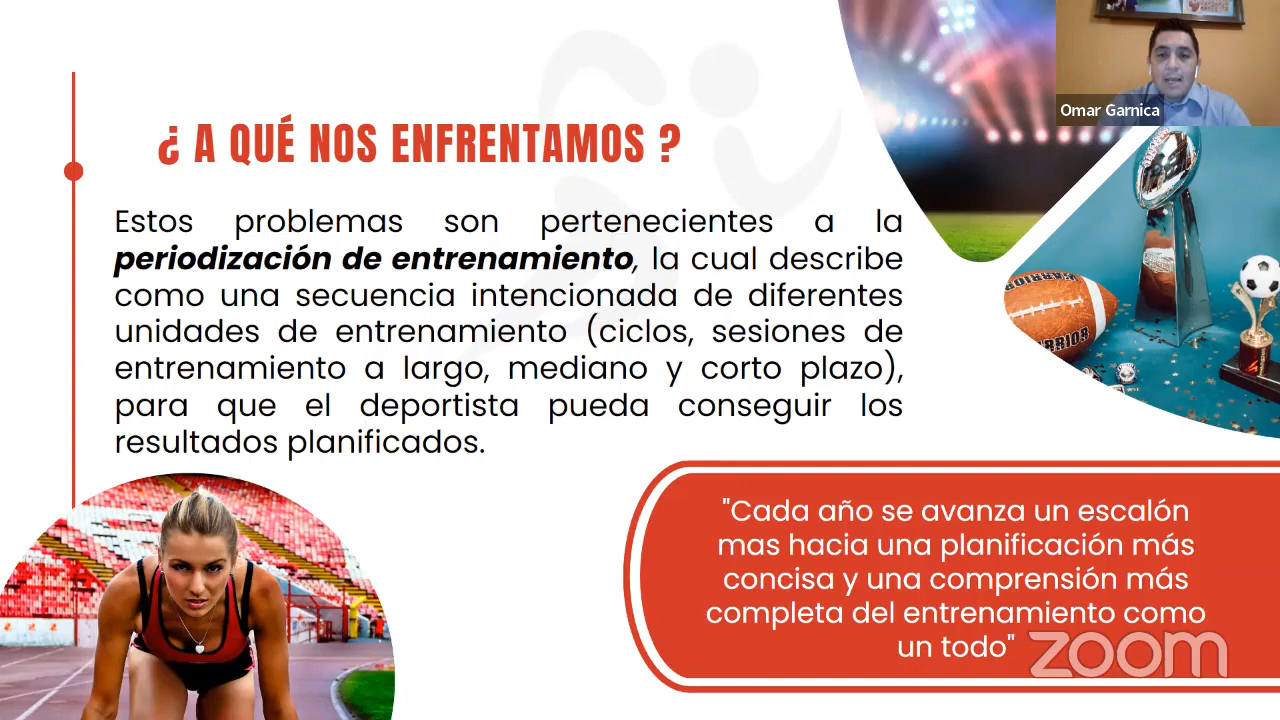 ¿ A QUÉ NOS ENFRENTAMOS ?
Estos problemas son pertenecientes a la
periodización de entrenamiento, la cual describe
como una secuencia intencionada de diferentes
unidades de entrenamiento (ciclos, sesiones de
entrenamiento a largo, mediano y corto plazo),
para que el deportista pueda conseguir los
resultados planificados.
"Cada año se avanza un escalón
mas hacia una planificación más
concisa y una comprensión más
completa del entrenamiento como
un todo"
Omar Garnica
zoom